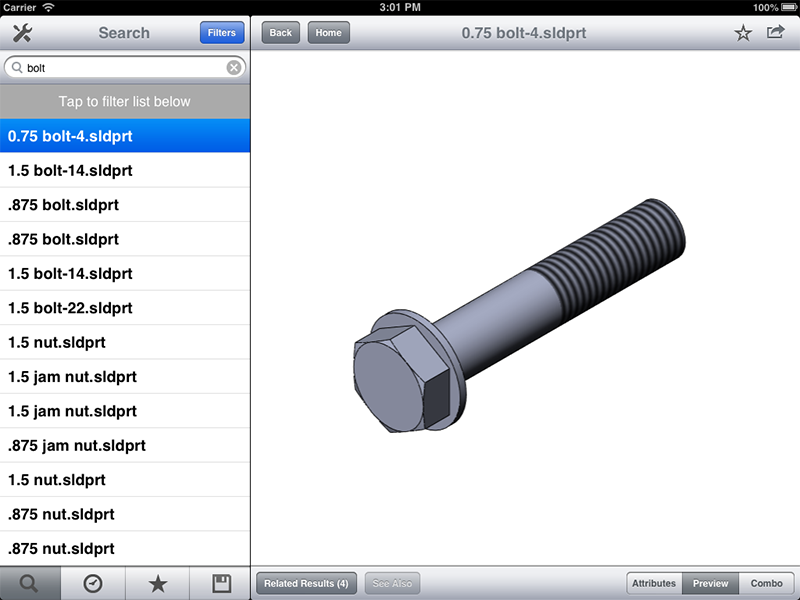 Carrier 3:01 PM 100%
Search Filters Back Home 0.75 bolt-4.sldprt
bolt
Tap to filter list below
0.75 bolt-4.sldprt
1.5 bolt-14.sldprt
.875 bolt.sldprt
.875 bolt.sldprt
1.5 bolt-14.sldprt
1.5 bolt-22.sldprt
1.5 nut.sldprt
1.5 jam nut.sldprt
1.5 jam nut.sldprt
.875 jam nut.sldprt
1.5 nut.sldprt
.875 nut.sldprt
.875 nut.sldprt
Related Results (4) See Also Attributes Preview Combo